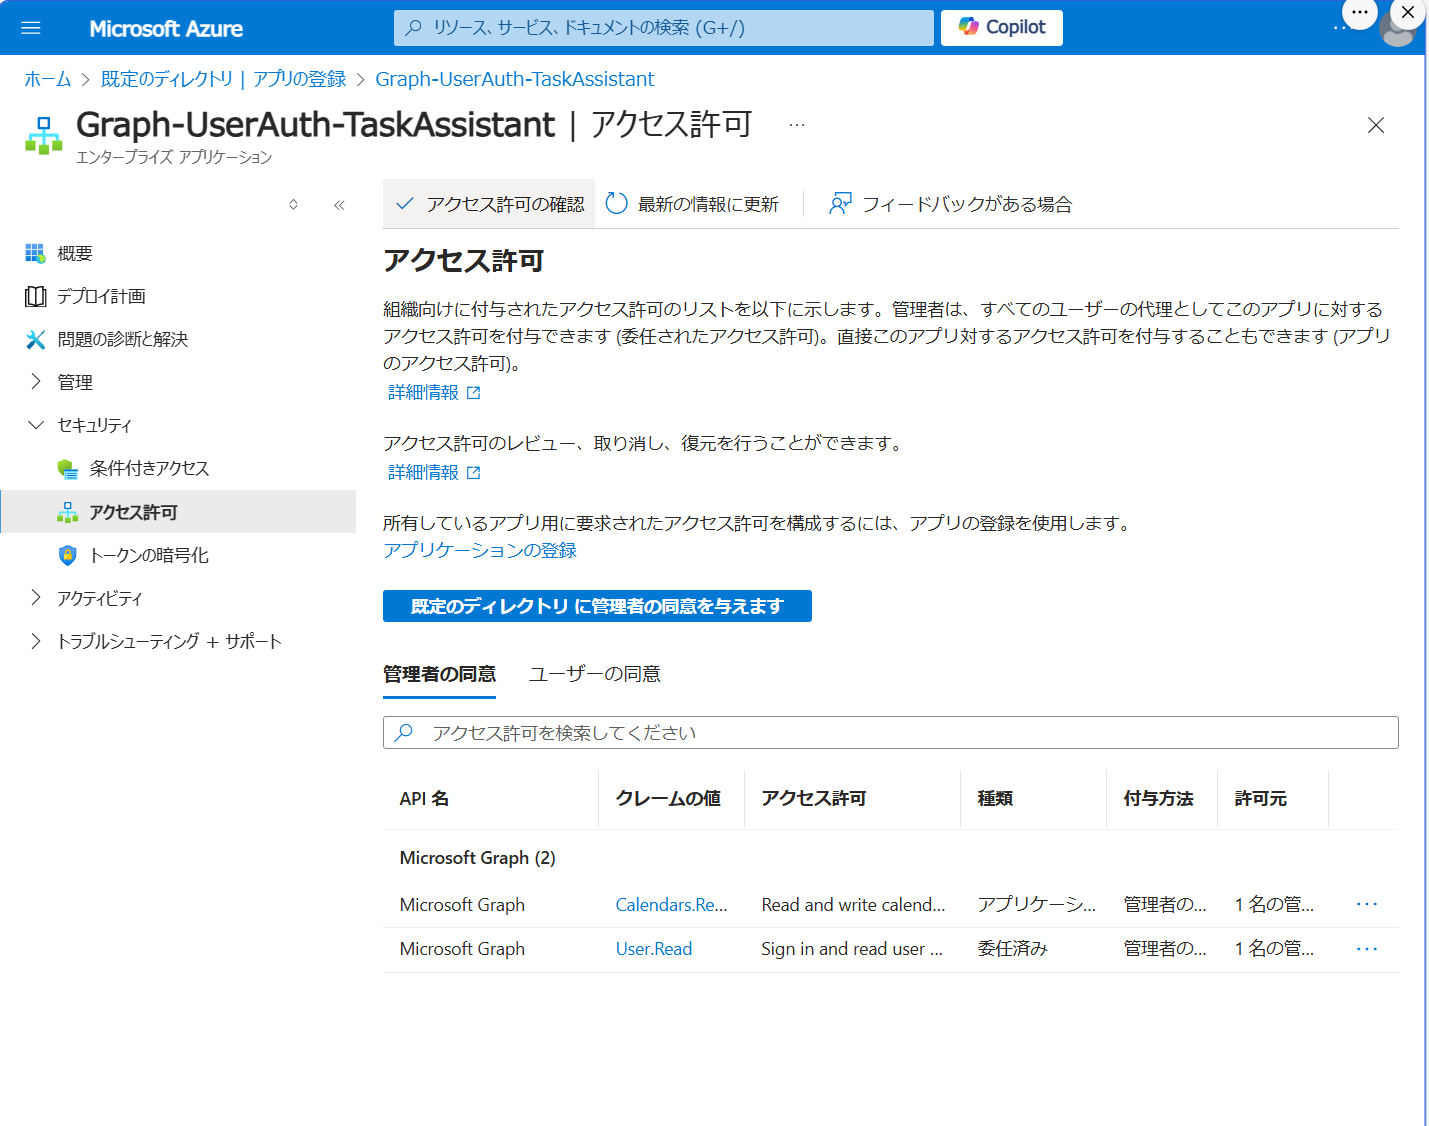 Microsoft Azure
リソース、サービス、ドキュメントの検索 (G+/)
Copilot
ホーム > 既定のディレクトリ | アプリの登録 > Graph-UserAuth-TaskAssistant
Graph-UserAuth-TaskAssistant | アクセス許可
エンタープライズ アプリケーション
アクセス許可の確認
最新の情報に更新
フィードバックがある場合
概要
デプロイ計画
問題の診断と解決
管理
セキュリティ
条件付きアクセス
アクセス許可
トークンの暗号化
アクティビティ
トラブルシューティング + サポート
アクセス許可
組織向けに付与されたアクセス許可のリストを以下に示します。管理者は、すべてのユーザーの代理としてこのアプリに対する
アクセス許可を付与できます (委任されたアクセス許可)。直接このアプリ対するアクセス許可を付与することもできます (アプリ
のアクセス許可)。
詳細情報
アクセス許可のレビュー、取り消し、復元を行うことができます。
詳細情報
所有しているアプリ用に要求されたアクセス許可を構成するには、アプリの登録を使用します。
アプリケーションの登録
既定のディレクトリ に管理者の同意を与えます
管理者の同意 ユーザーの同意
アクセス許可を検索してください
API 名 クレームの値 アクセス許可 種類 付与方法 許可元
Microsoft Graph (2)
Microsoft Graph Calendars.Re... Read and write calend... アプリケーシ... 管理者の... 1 名の管...
Microsoft Graph User.Read Sign in and read user ... 委任済み 管理者の... 1 名の管...